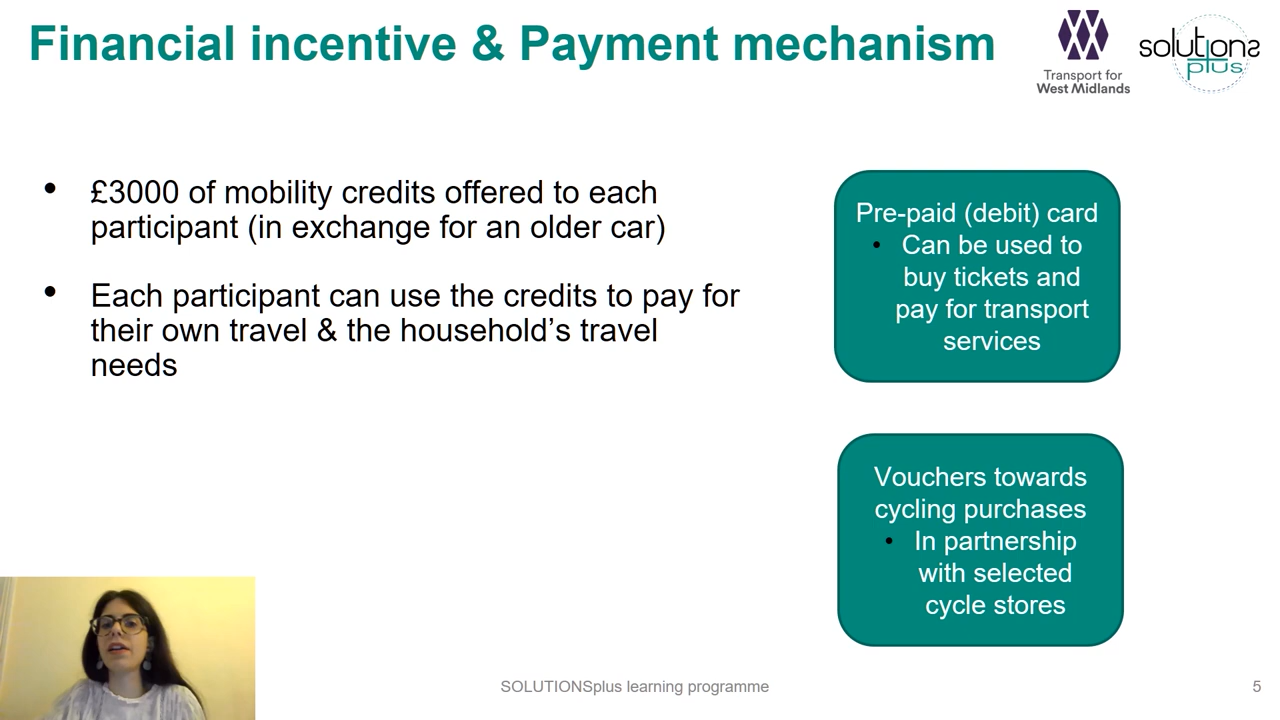 Financial incentive & Payment mechanism
Transport for
West Midlands
solutions
plus
• £3000 of mobility credits offered to each
participant (in exchange for an older car)
• Each participant can use the credits to pay for
their own travel & the household’s travel
needs
Pre-paid (debit) card
• Can be used to
buy tickets and
pay for transport
services
Vouchers towards
cycling purchases
• In partnership
with selected
cycle stores
SOLUTIONSplus learning programme
5